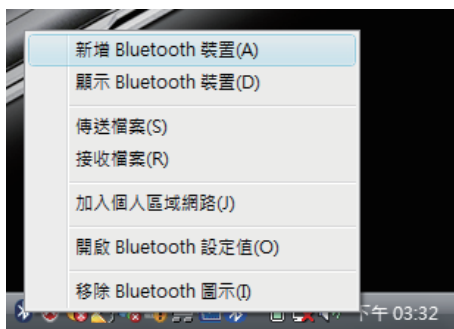 新增 Bluetooth 裝置(A)
顯示 Bluetooth 裝置(D)
傳送檔案(S)
接收檔案(R)
加入個人區域網路(J)
開啟 Bluetooth 設定值(O)
移除 Bluetooth 圖示(I)
下午 03:32